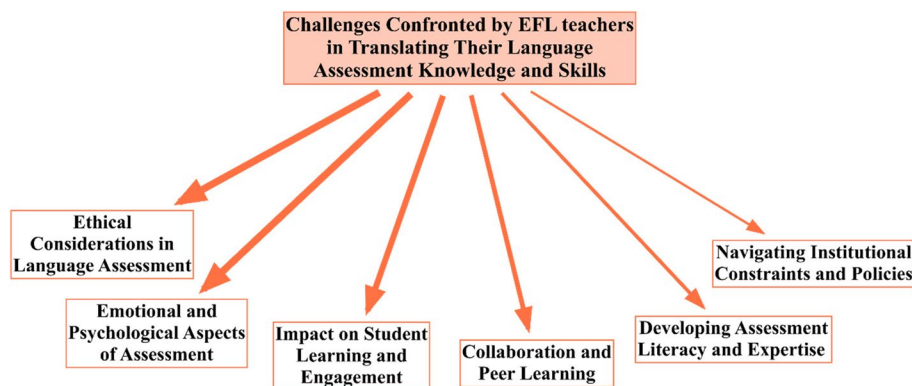 Challenges Confronted by EFL teachers
in Translating Their Language
Assessment Knowledge and Skills
Ethical
Considerations in
Language Assessment
Emotional and
Psychological Aspects
of Assessment
Impact on Student
Learning and
Engagement
Collaboration and
Peer Learning
Developing Assessment
Literacy and Expertise
Navigating Institutional
Constraints and Policies